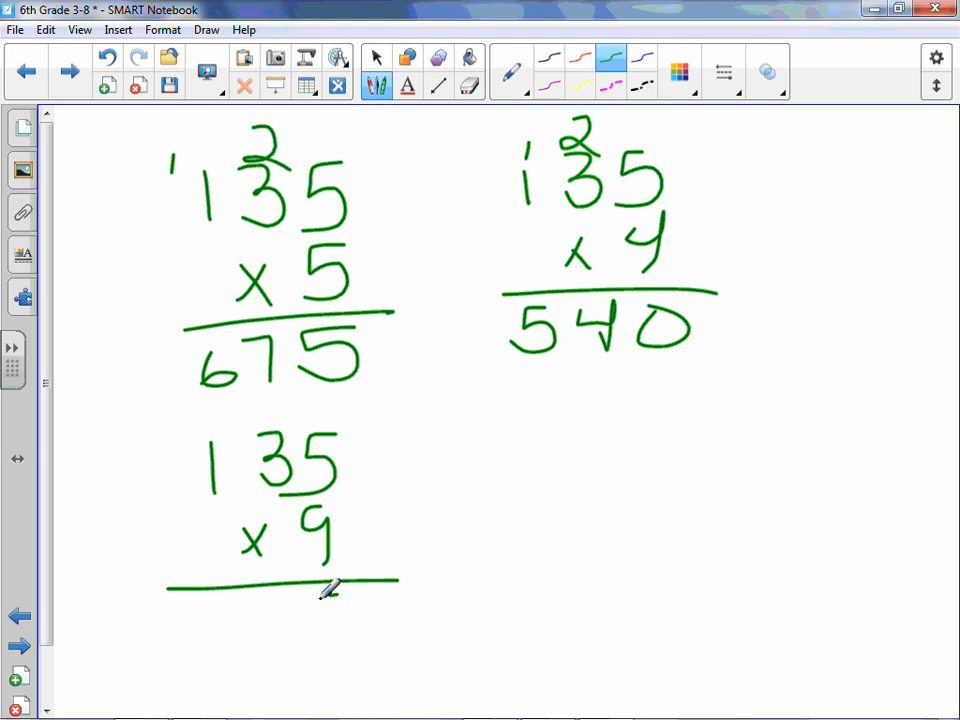 6th Grade 3-8 * - SMART Notebook
File Edit View Insert Format Draw Help
2
1 135
x 5
675
1 2
135
x 4
540
135
x 9